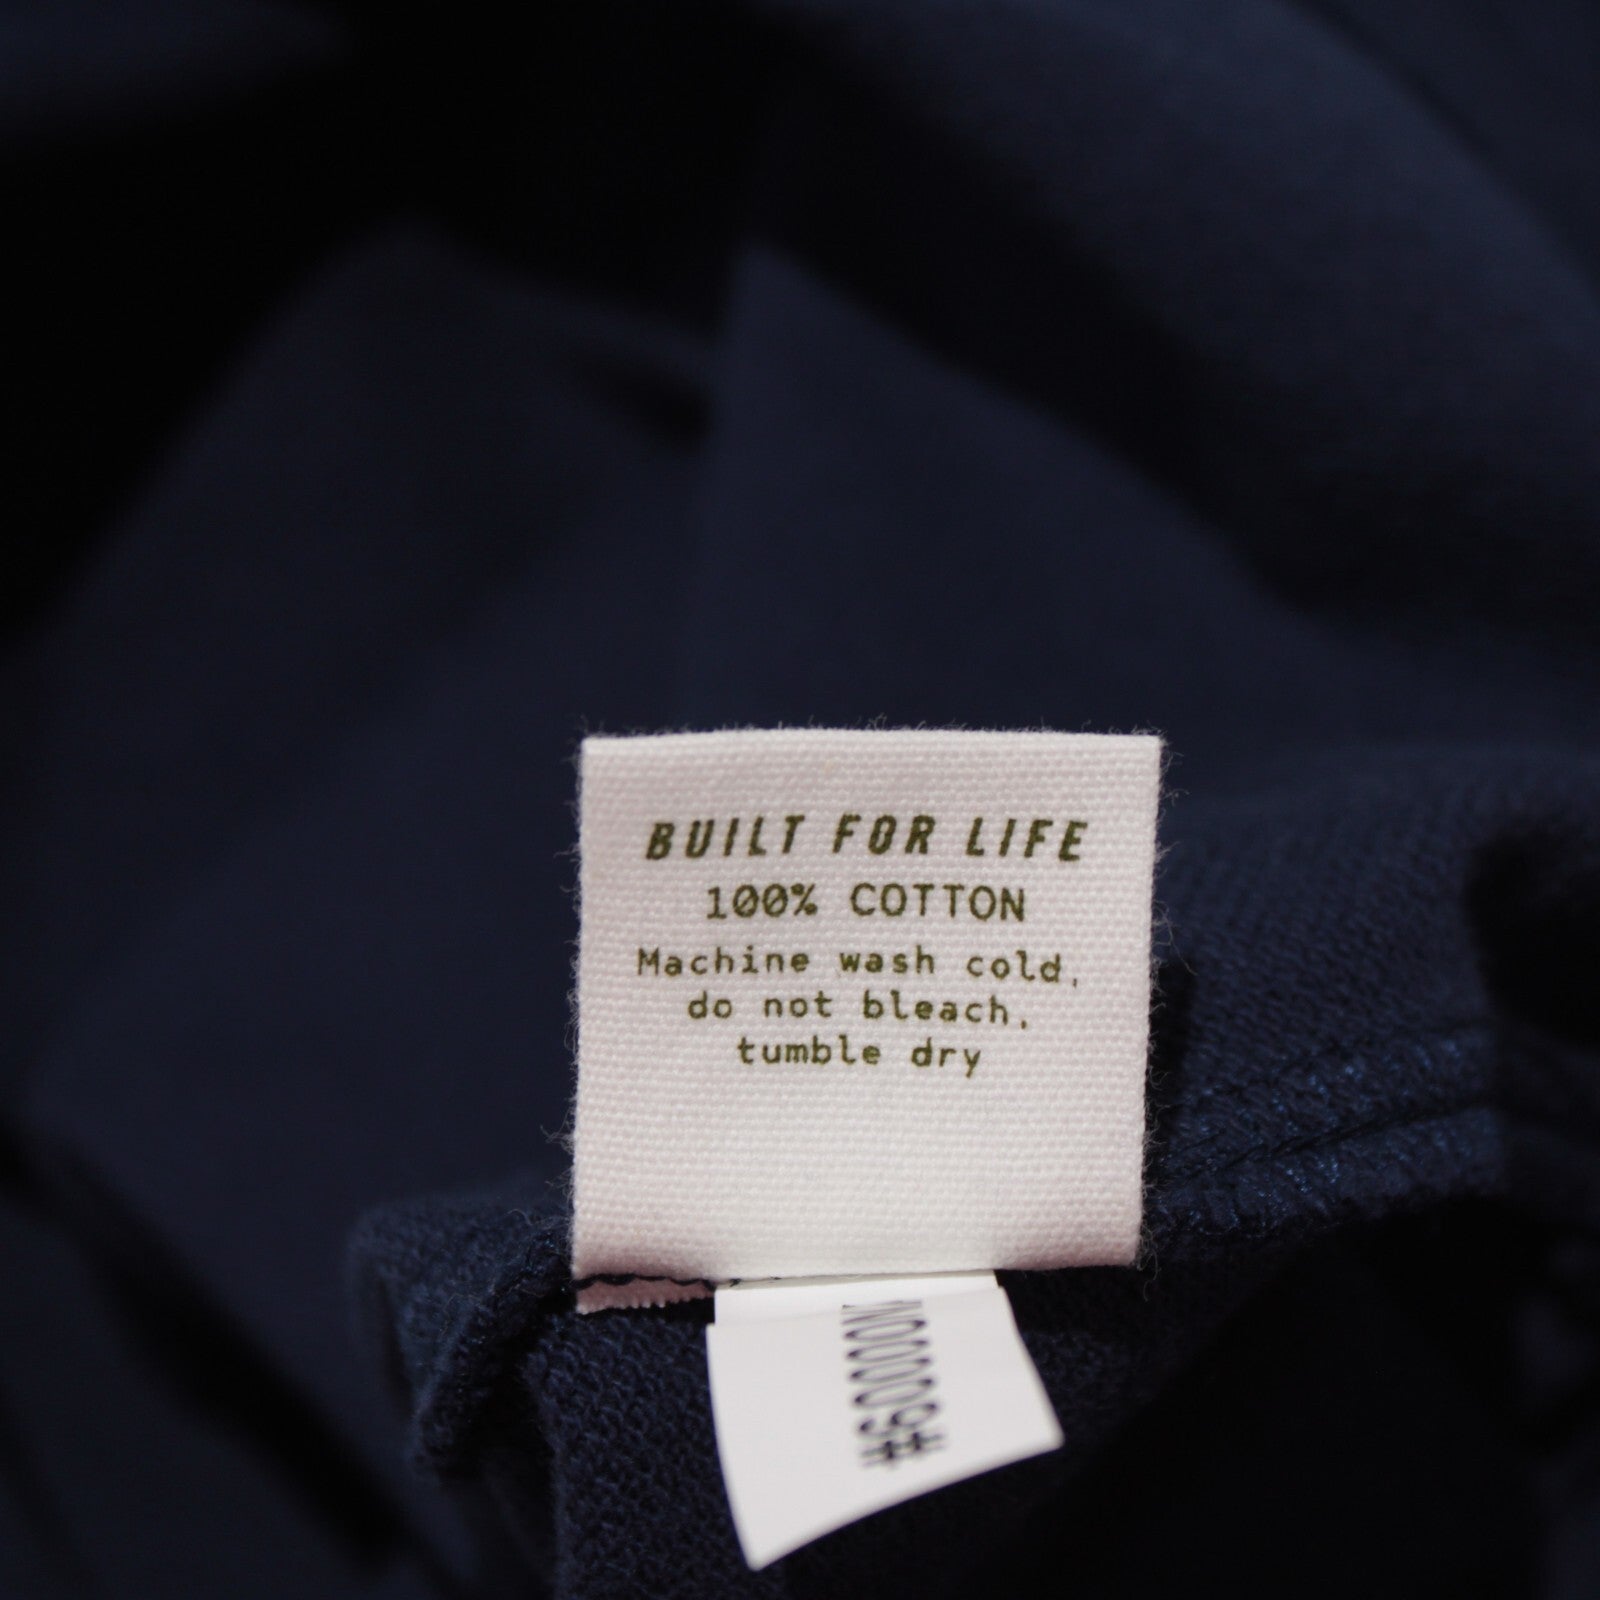 BUILT FOR LIFE
100% COTTON
Machine wash cold,
do not bleach,
tumble dry